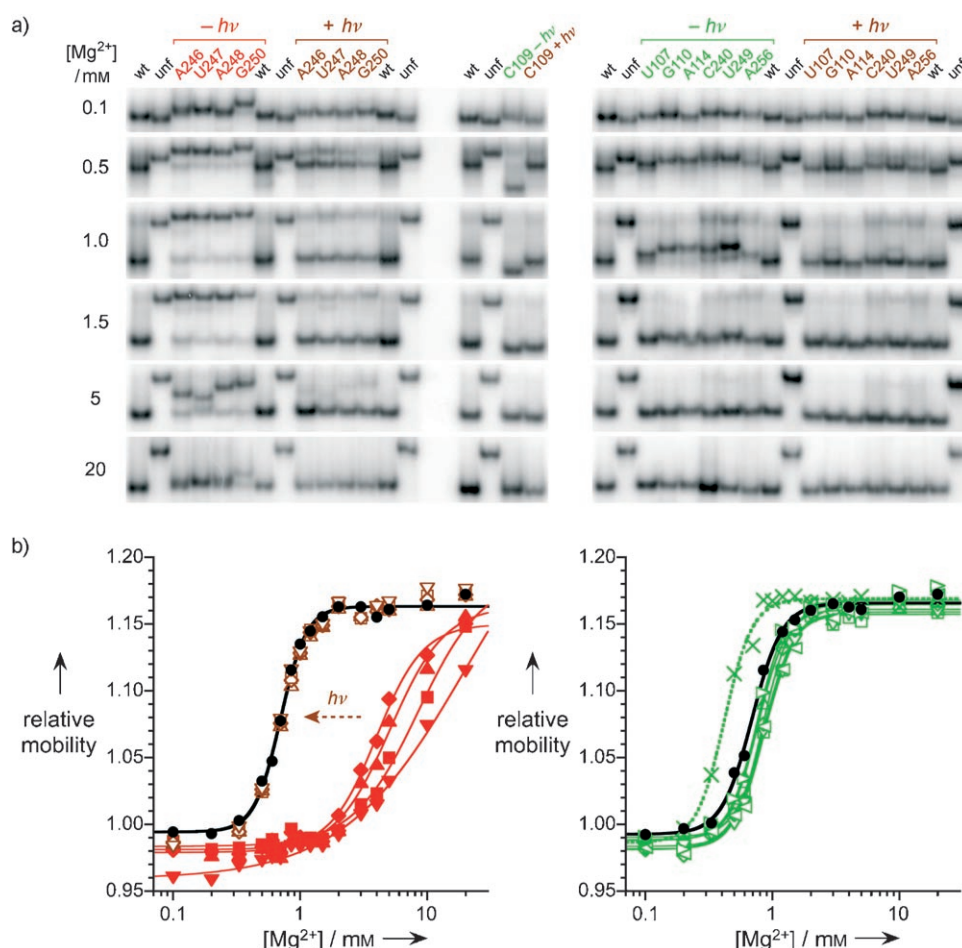 a)
– hν + hν – hν + hν
[Mg2+] / mM
wt unf A246 U247 A248 G250 wt unf A246 U247 A248 G250 wt unf wt unf C109 – hν C109 + hν wt unf U107 G110 A114 C240 U249 A256 wt unf U107 G110 A114 C240 U249 A256 wt unf
0.1
0.5
1.0
1.5
5
20
b)
1.20 1.20
1.15 1.15
1.10 1.10
hν
relative mobility relative mobility
1.05 1.05
1.00 1.00
0.95 0.95
0.1 1 10 0.1 1 10
[Mg2+] / mM [Mg2+] / mM